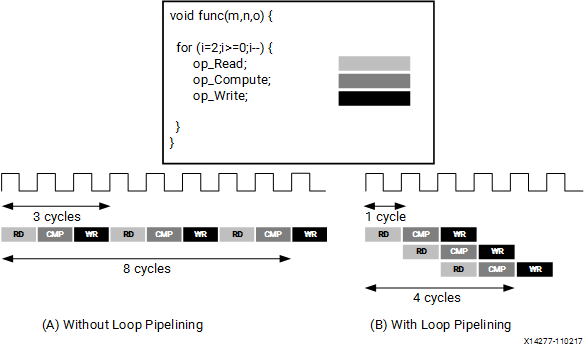 void func(m,n,o) {
for (i=2;i>=0;i--) {
op_Read;
op_Compute;
op_Write;
}
}
3 cycles
1 cycle
RD CMP WR RD CMP WR RD CMP WR
RD CMP WR
RD CMP WR
RD CMP WR
8 cycles
4 cycles
(A) Without Loop Pipelining
(B) With Loop Pipelining
X14277-110217